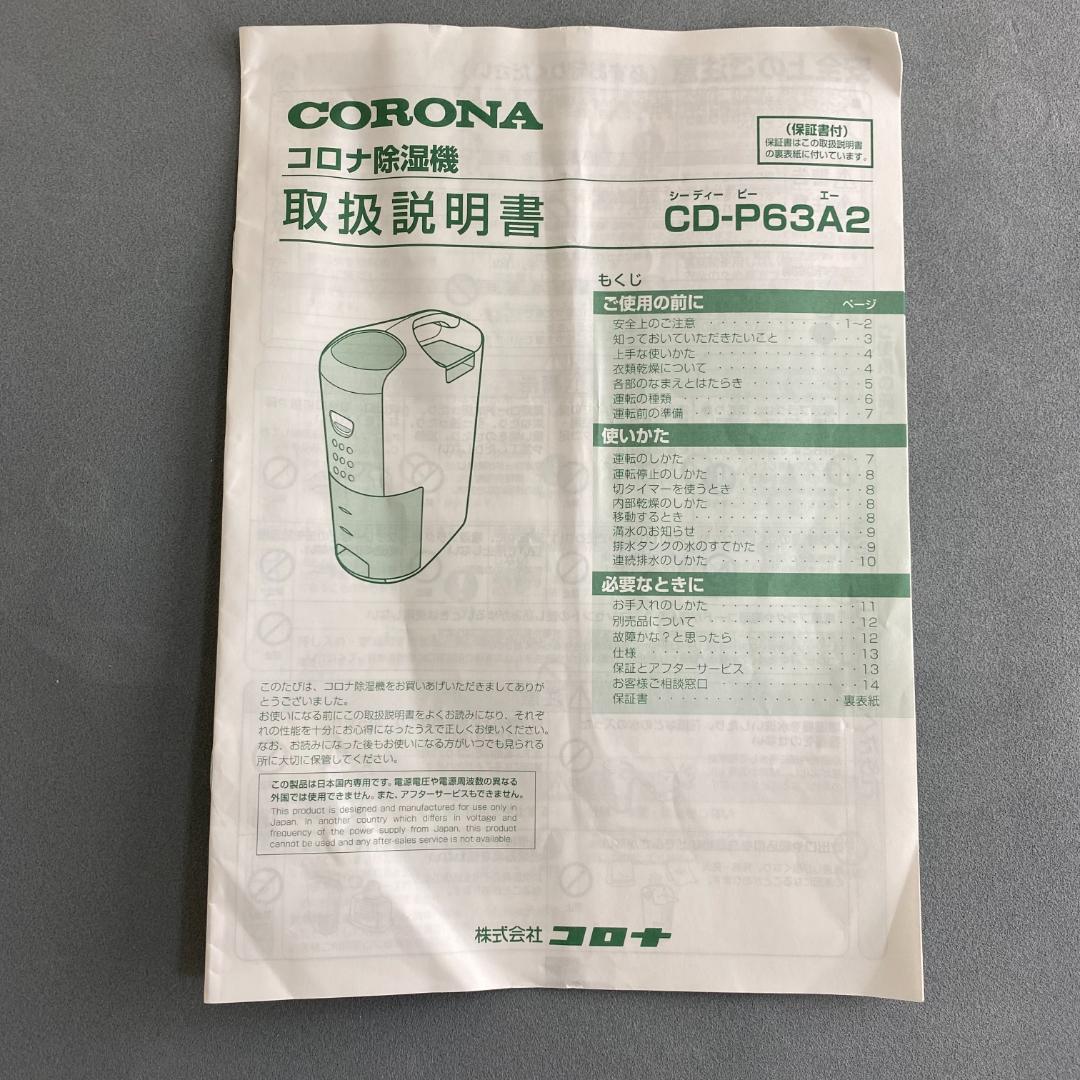 CORONA
コロナ除湿機
取扱説明書
(保証書付)
保証書はこの取扱説明書
の裏表紙に付いています。
シーディー ピー エー
CD-P63A2
もくじ
ご使用の前に ページ
安全上のご注意 ・・・・・・・・・・・・1〜2
知っておいていただきたいこと ・・・・・・・3
上手な使いかた ・・・・・・・・・・・・・4
衣類乾燥について ・・・・・・・・・・・・4
各部のなまえとはたらき ・・・・・・・・・5
運転の種類 ・・・・・・・・・・・・・・・6
運転前の準備 ・・・・・・・・・・・・・・7
使いかた
運転のしかた ・・・・・・・・・・・・・・7
運転停止のしかた ・・・・・・・・・・・・8
切タイマーを使うとき ・・・・・・・・・・8
内部乾燥のしかた ・・・・・・・・・・・・8
移動するとき ・・・・・・・・・・・・・・8
満水のお知らせ ・・・・・・・・・・・・・9
排水タンクの水のすてかた ・・・・・・・・9
連続排水のしかた ・・・・・・・・・・・・10
必要なときに
お手入れのしかた ・・・・・・・・・・・・11
別売品について ・・・・・・・・・・・・・12
故障かな？と思ったら ・・・・・・・・・・12
仕様 ・・・・・・・・・・・・・・・・・・13
保証とアフターサービス ・・・・・・・・・13
お客様ご相談窓口 ・・・・・・・・・・・・14
保証書 ・・・・・・・・・・・・・・・裏表紙
このたびは、コロナ除湿機をお買いあげいただきましてありが
とうございました。
お使いになる前にこの取扱説明書をよくお読みになり、それぞ
れの性能を十分にお心得になったうえで正しくお使いください。
なお、お読みになった後もお使いになる方がいつでも見られる
所に大切に保管してください。
この製品は日本国内専用です。電源電圧や電源周波数の異なる
外国では使用できません。また、アフターサービスもできません。
This product is designed and manufactured for use only in
Japan. In another country which differs in voltage and
frequency of the power supply from Japan, this product
cannot be used and any after-sales service is not available.
株式会社 コロナ